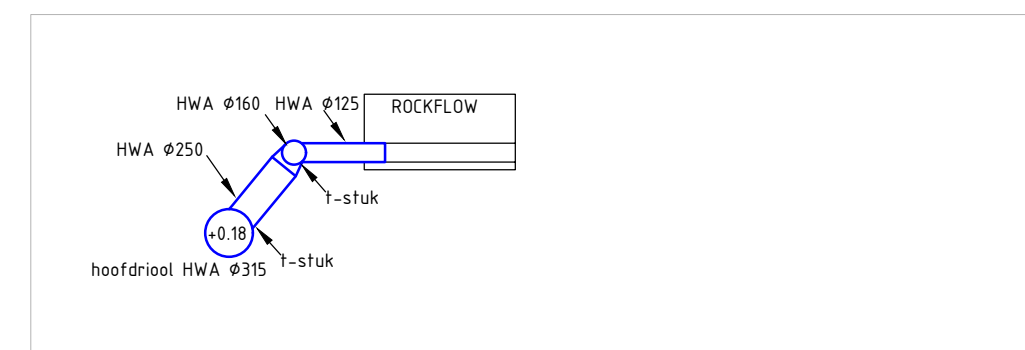 HWA Ø160 HWA Ø125 ROCKFLOW
HWA Ø250
t-stuk
+0.18
t-stuk
hoofdriool HWA Ø315